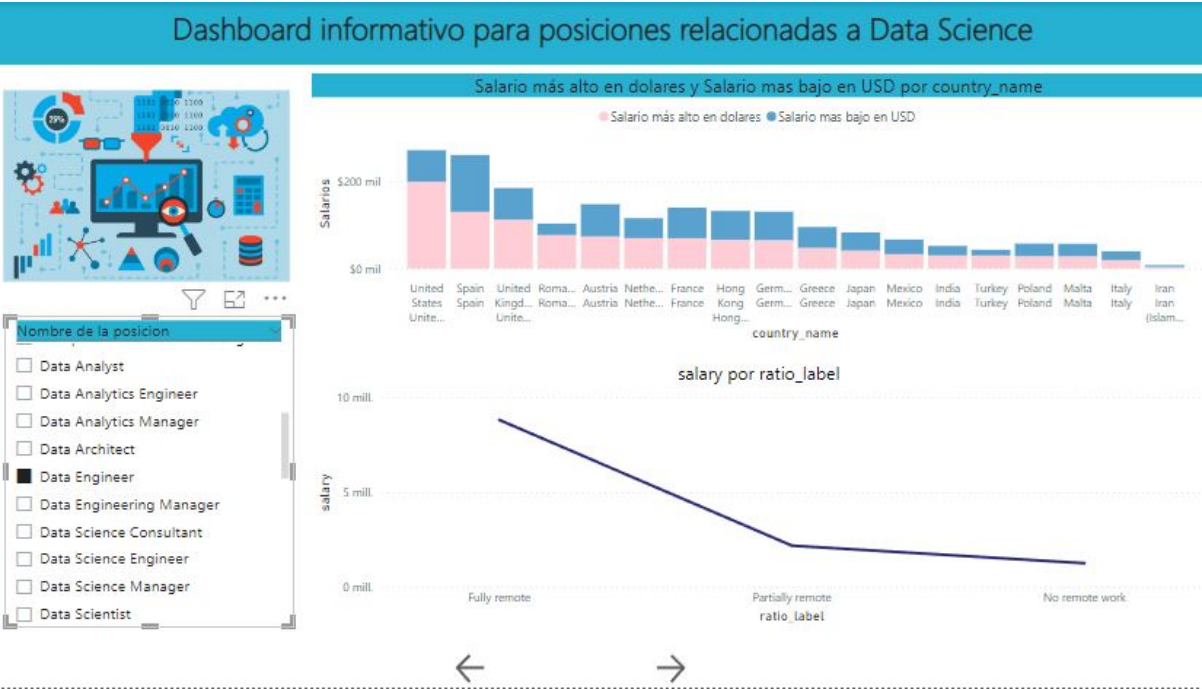 Dashboard informativo para posiciones relacionadas a Data Science
29%
Salario más alto en dolares y Salario mas bajo en USD por country_name
Salario más alto en dolares Salario mas bajo en USD
Salarios
$200 mil
$0 mil
United Spain United Roma... Austria Nethe... France Hong Germ... Greece Japan Mexico India Turkey Poland Malta Italy Iran
States Spain Kingd... Roma... Austria Nethe... France Kong Germ... Greece Japan Mexico India Turkey Poland Malta Italy Iran
Unite... Unite... Hong... (Islam...
country_name
Nombre de la posicion
Data Analyst
Data Analytics Engineer
Data Analytics Manager
Data Architect
Data Engineer
Data Engineering Manager
Data Science Consultant
Data Science Engineer
Data Science Manager
Data Scientist
salary por ratio_label
salary
10 mill.
5 mill.
0 mill.
Fully remote Partially remote No remote work
ratio_label